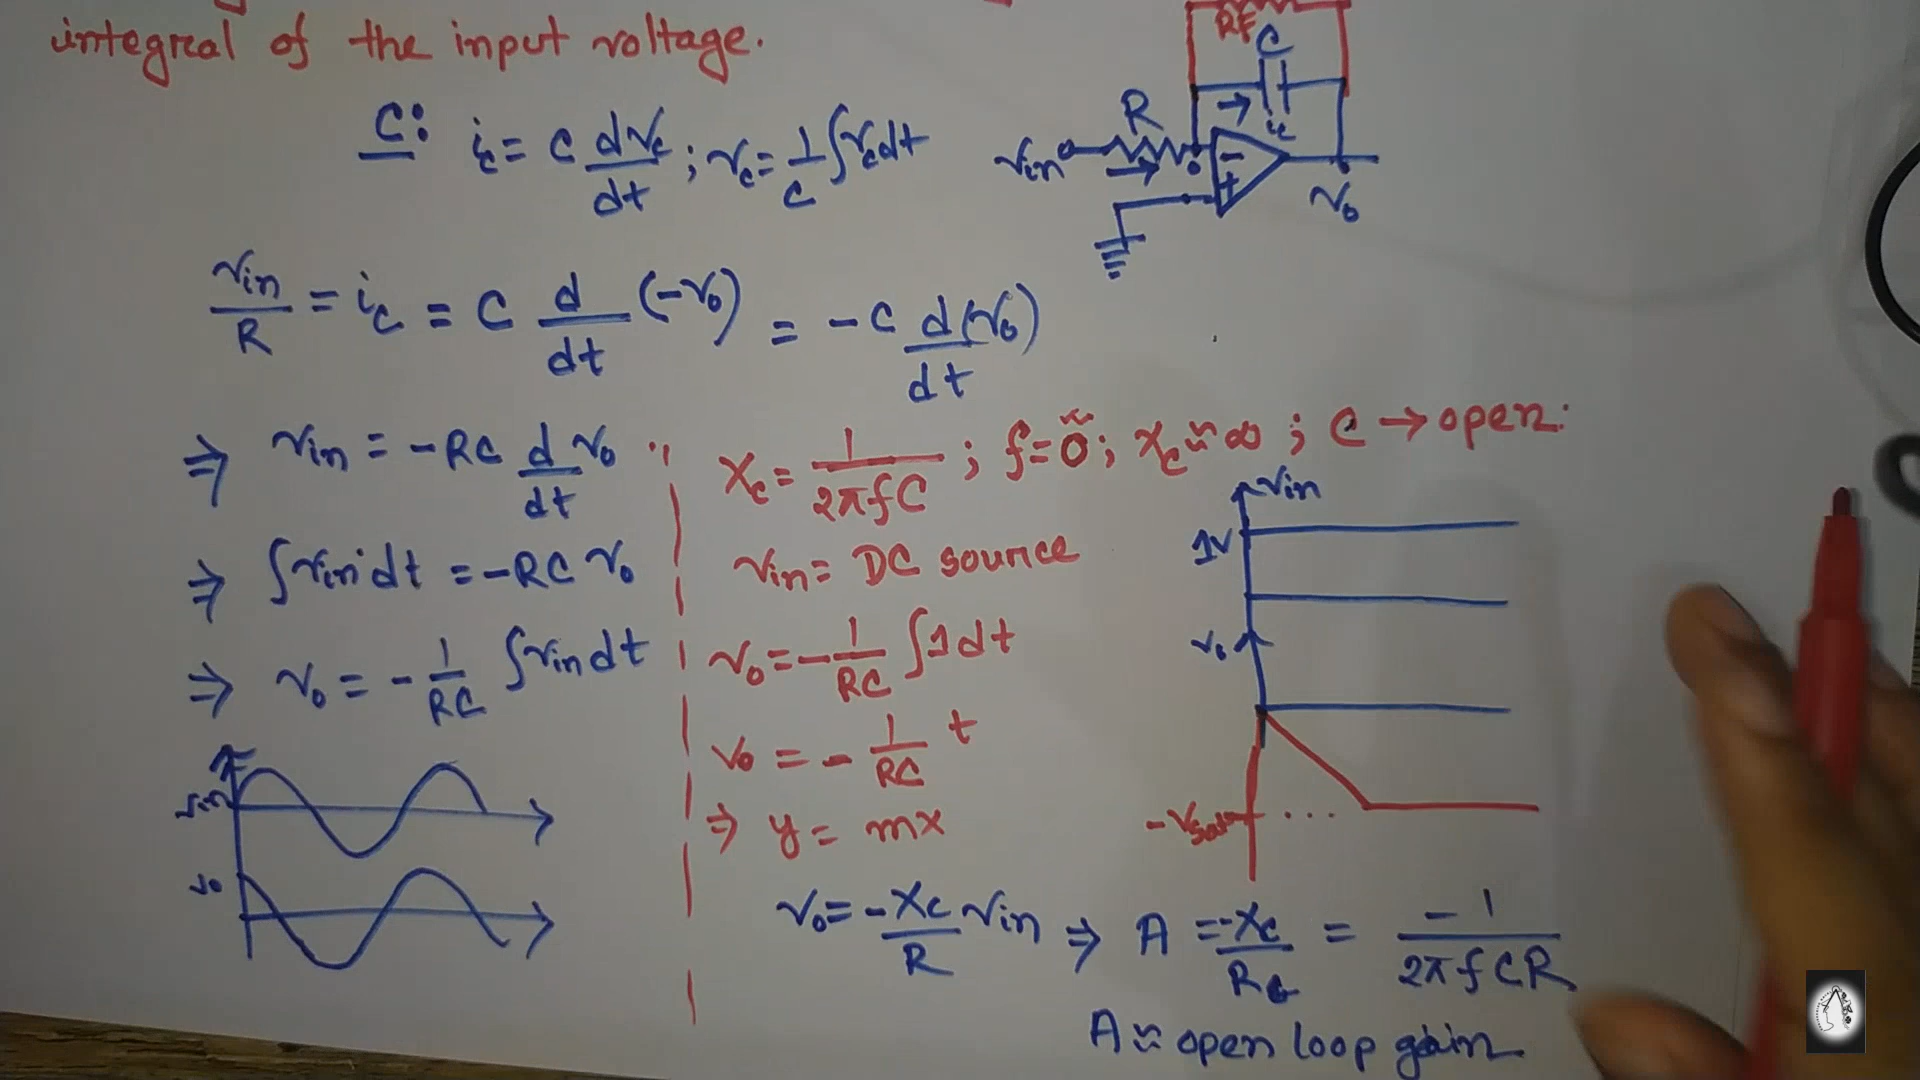 integral of the input voltage.
RF
C
R
ic
vin
−
+
vo
C: ic = C dvc/dt ; vc = 1/C ∫vc dt
vin/R = ic = C d/dt (−vo) = −C d(vo)/dt
⇒ vin = −RC d/dt vo
⇒ ∫vin dt = −RC vo
⇒ vo = −1/RC ∫vin dt
vin
vo
Xc = 1/2πfC ; f = 0 ; Xc ≈ ∞ ; C → open:
vin = DC source
vo = −1/RC ∫1dt
vo = −1/RC t
⇒ y = mx
vin
1V
vo
−Vsat ...
vo = −Xc/R vin ⇒ A = −Xc/R = −1/2πfCR
A ≈ open loop gain